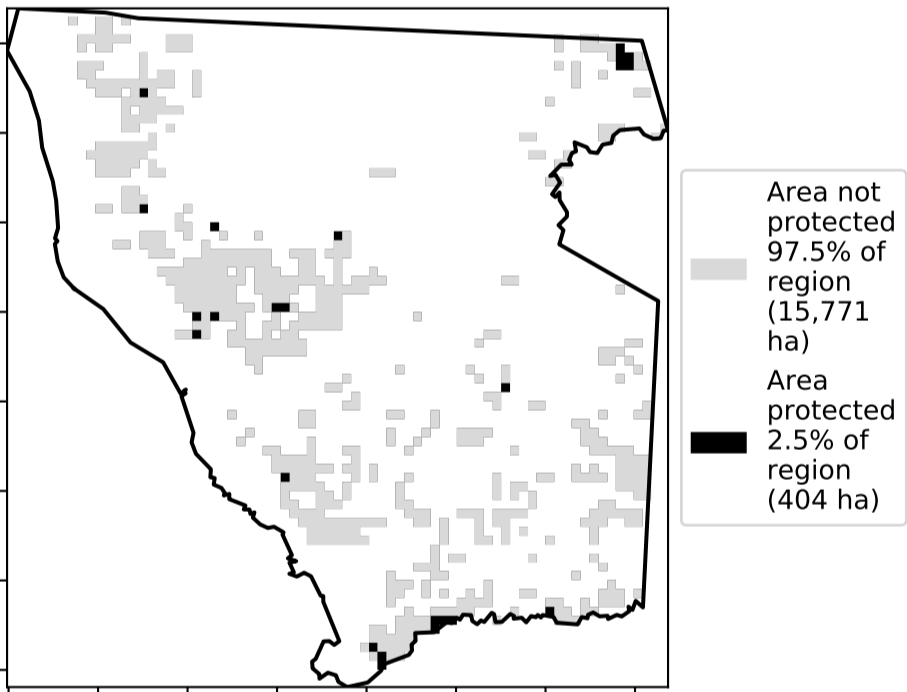 Area not
protected
97.5% of
region
(15,771
ha)
Area
protected
2.5% of
region
(404 ha)